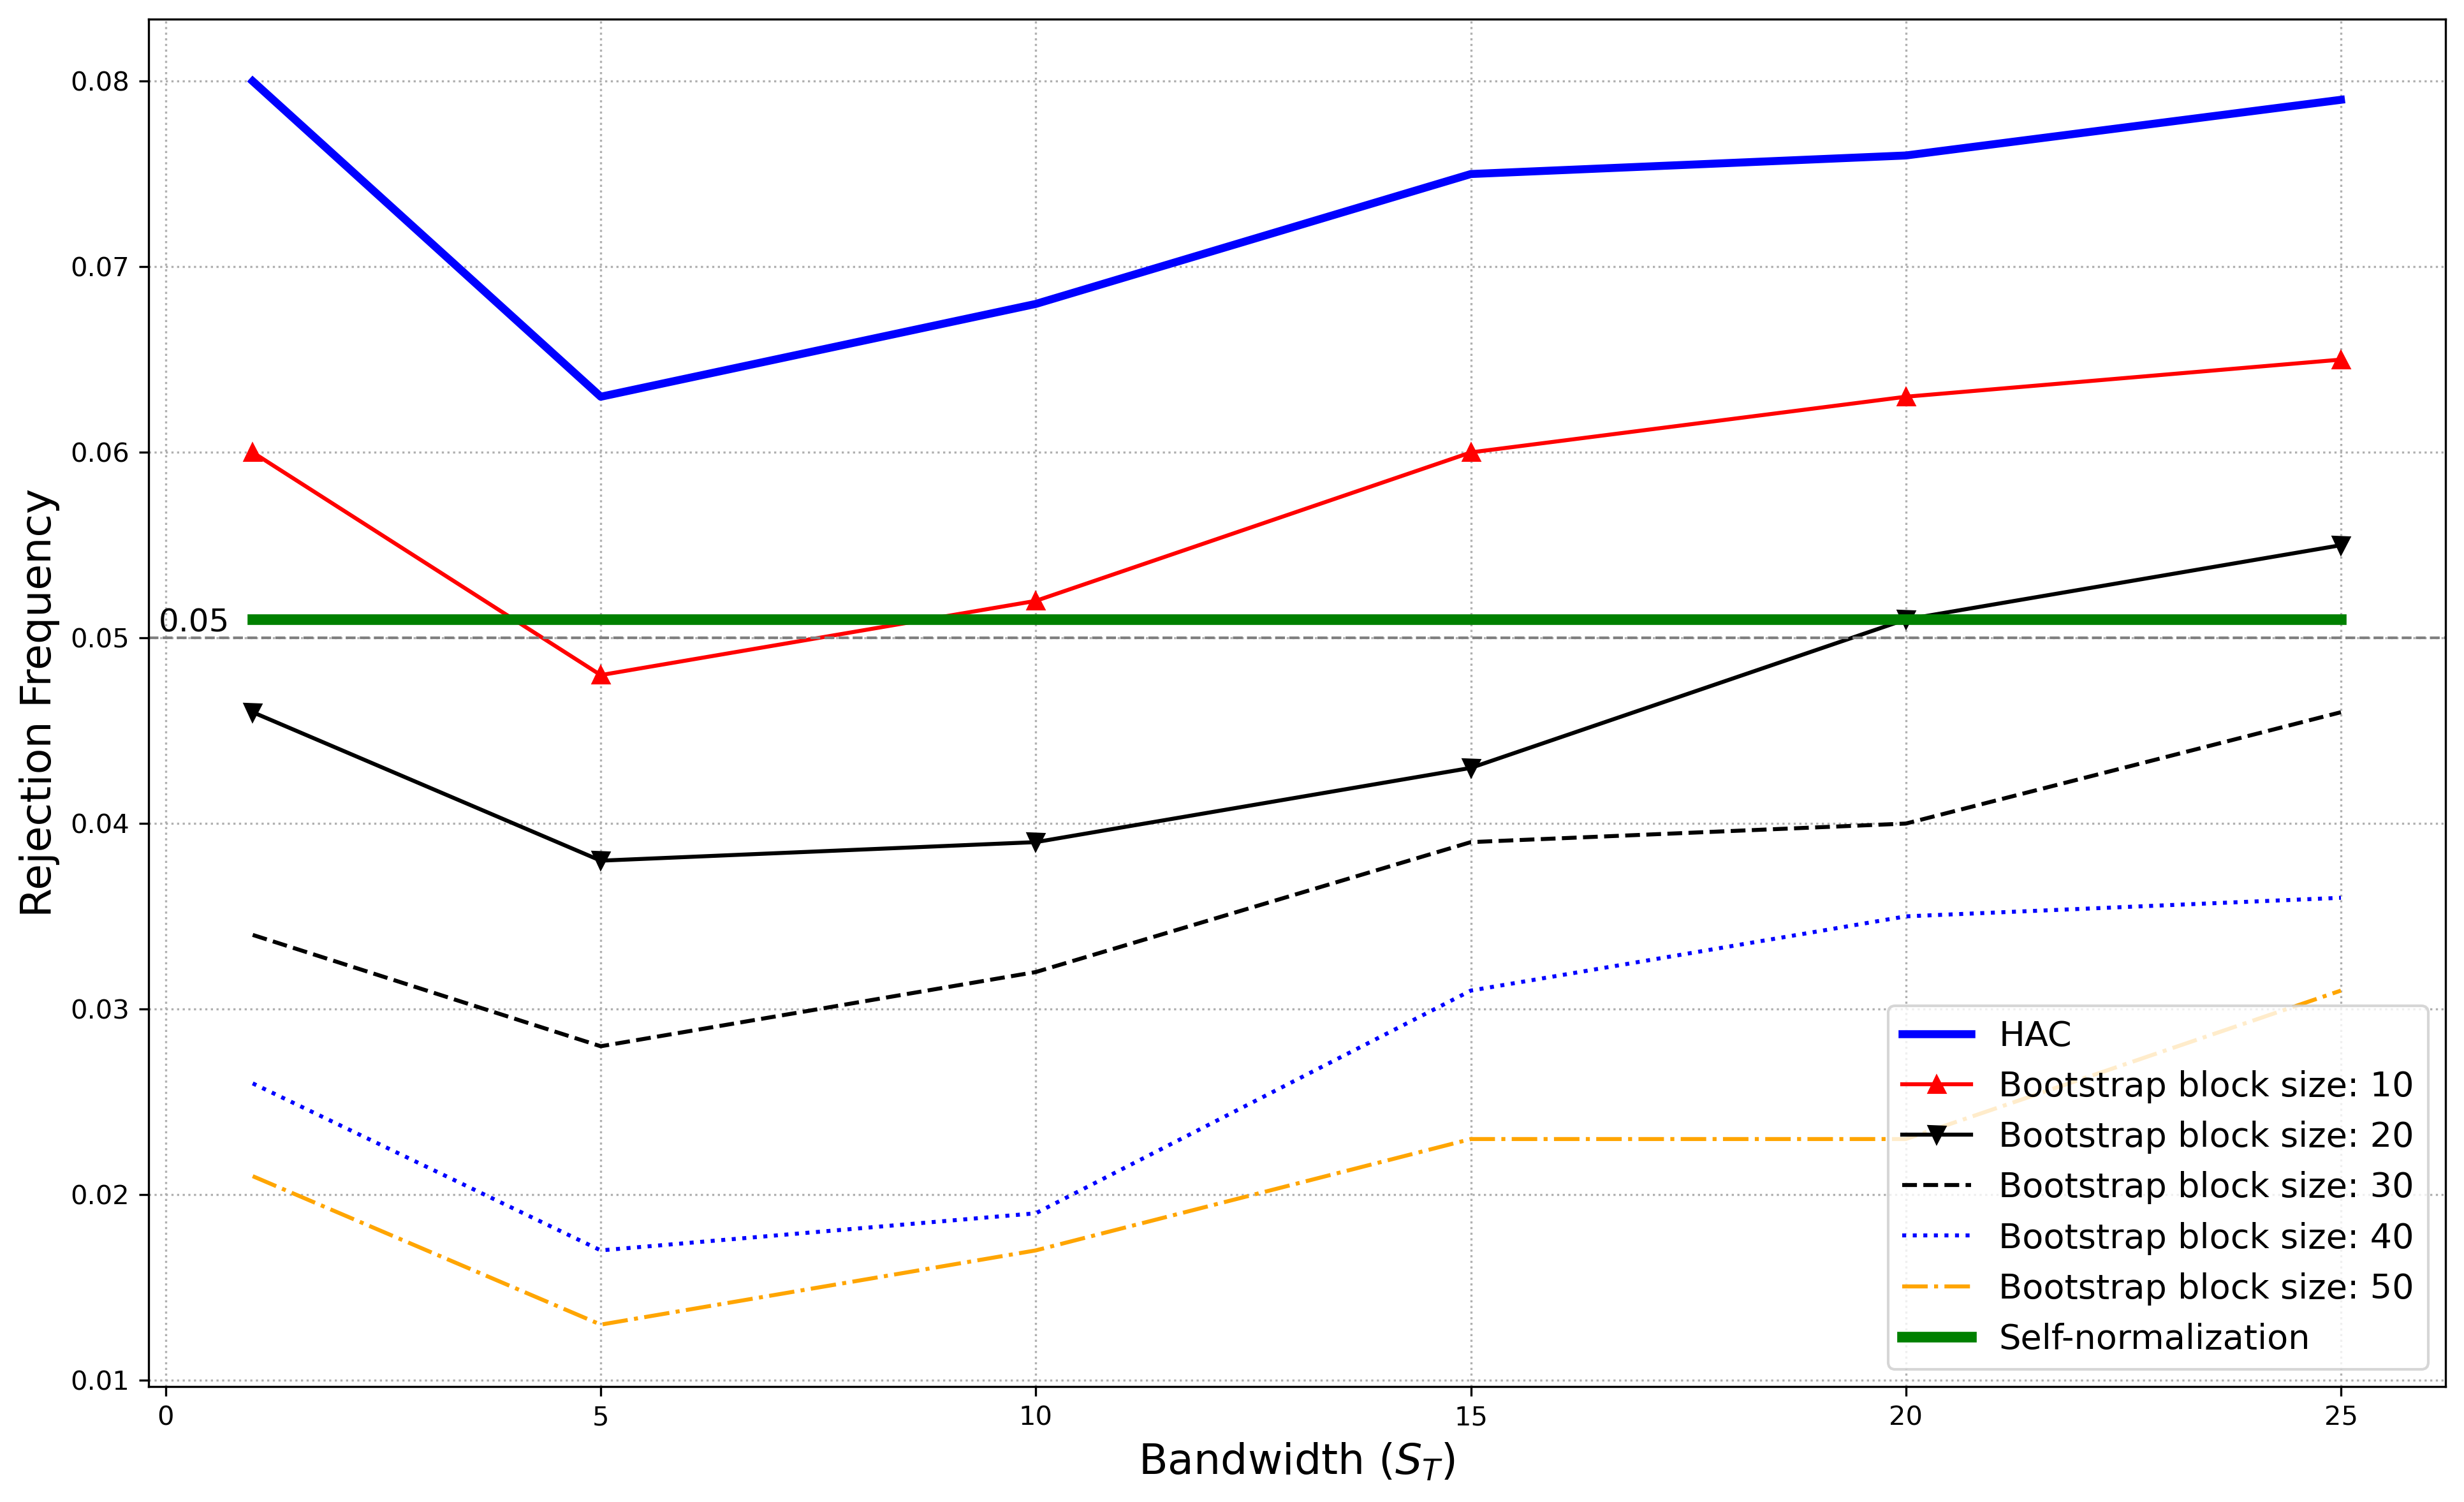 Rejection Frequency
0.08
0.07
0.06
0.05
0.05
0.04
0.03
0.02
0.01
0
5
10
15
20
25
Bandwidth (S_T)
HAC
Bootstrap block size: 10
Bootstrap block size: 20
Bootstrap block size: 30
Bootstrap block size: 40
Bootstrap block size: 50
Self-normalization